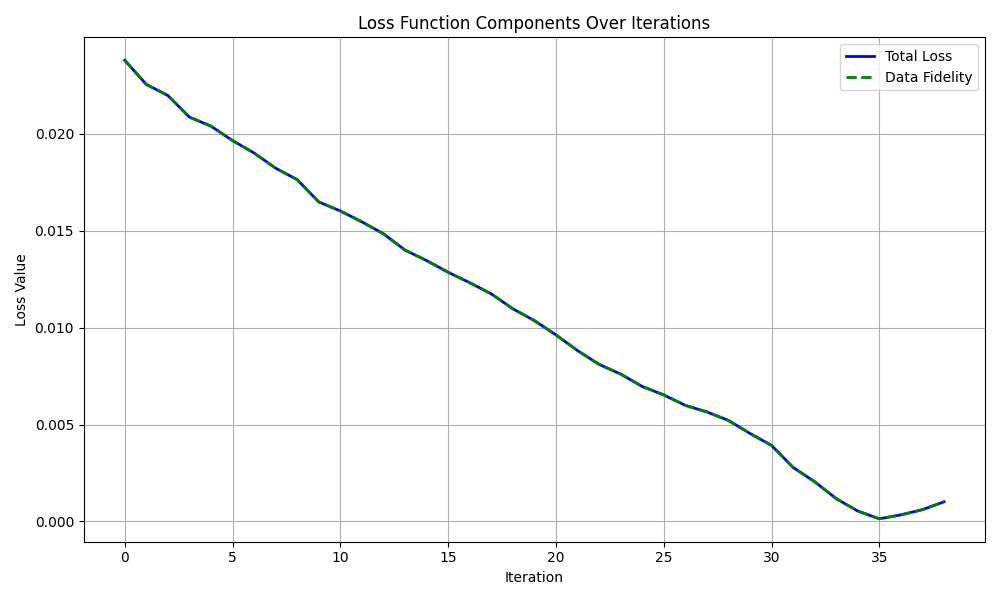 Loss Function Components Over Iterations
Total Loss
Data Fidelity
Loss Value
0.020
0.015
0.010
0.005
0.000
0 5 10 15 20 25 30 35
Iteration